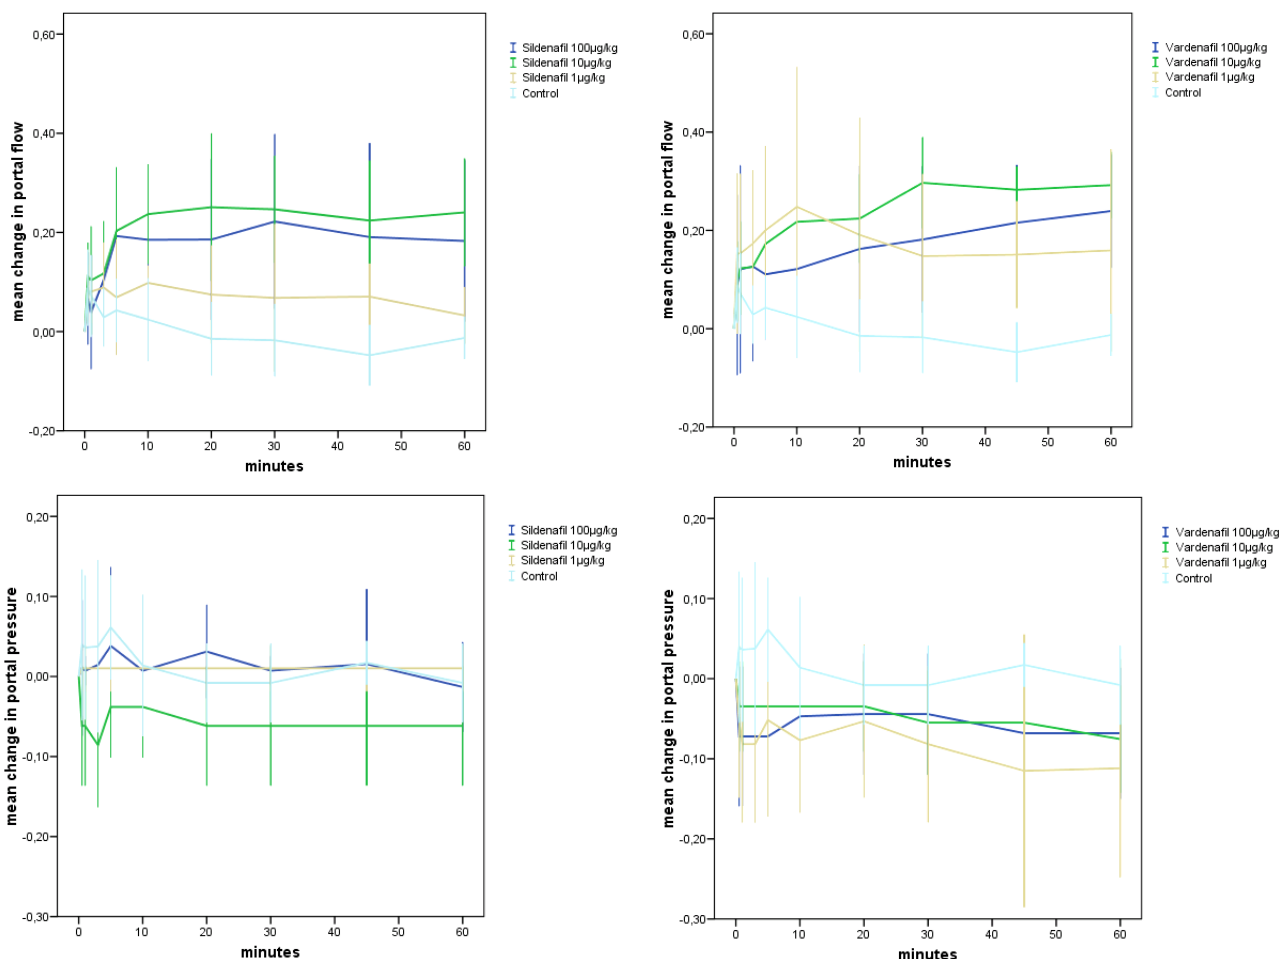 mean change in portal flow
0,60
0,40
0,20
0,00
-0,20
0 10 20 30 40 50 60
minutes
Sildenafil 100µg/kg
Sildenafil 10µg/kg
Sildenafil 1µg/kg
Control
mean change in portal flow
0,60
0,40
0,20
0,00
-0,20
0 10 20 30 40 50 60
minutes
Vardenafil 100µg/kg
Vardenafil 10µg/kg
Vardenafil 1µg/kg
Control
mean change in portal pressure
0,20
0,10
0,00
-0,10
-0,20
-0,30
0 10 20 30 40 50 60
minutes
Sildenafil 100µg/kg
Sildenafil 10µg/kg
Sildenafil 1µg/kg
Control
mean change in portal pressure
0,20
0,10
0,00
-0,10
-0,20
-0,30
0 10 20 30 40 50 60
minutes
Vardenafil 100µg/kg
Vardenafil 10µg/kg
Vardenafil 1µg/kg
Control